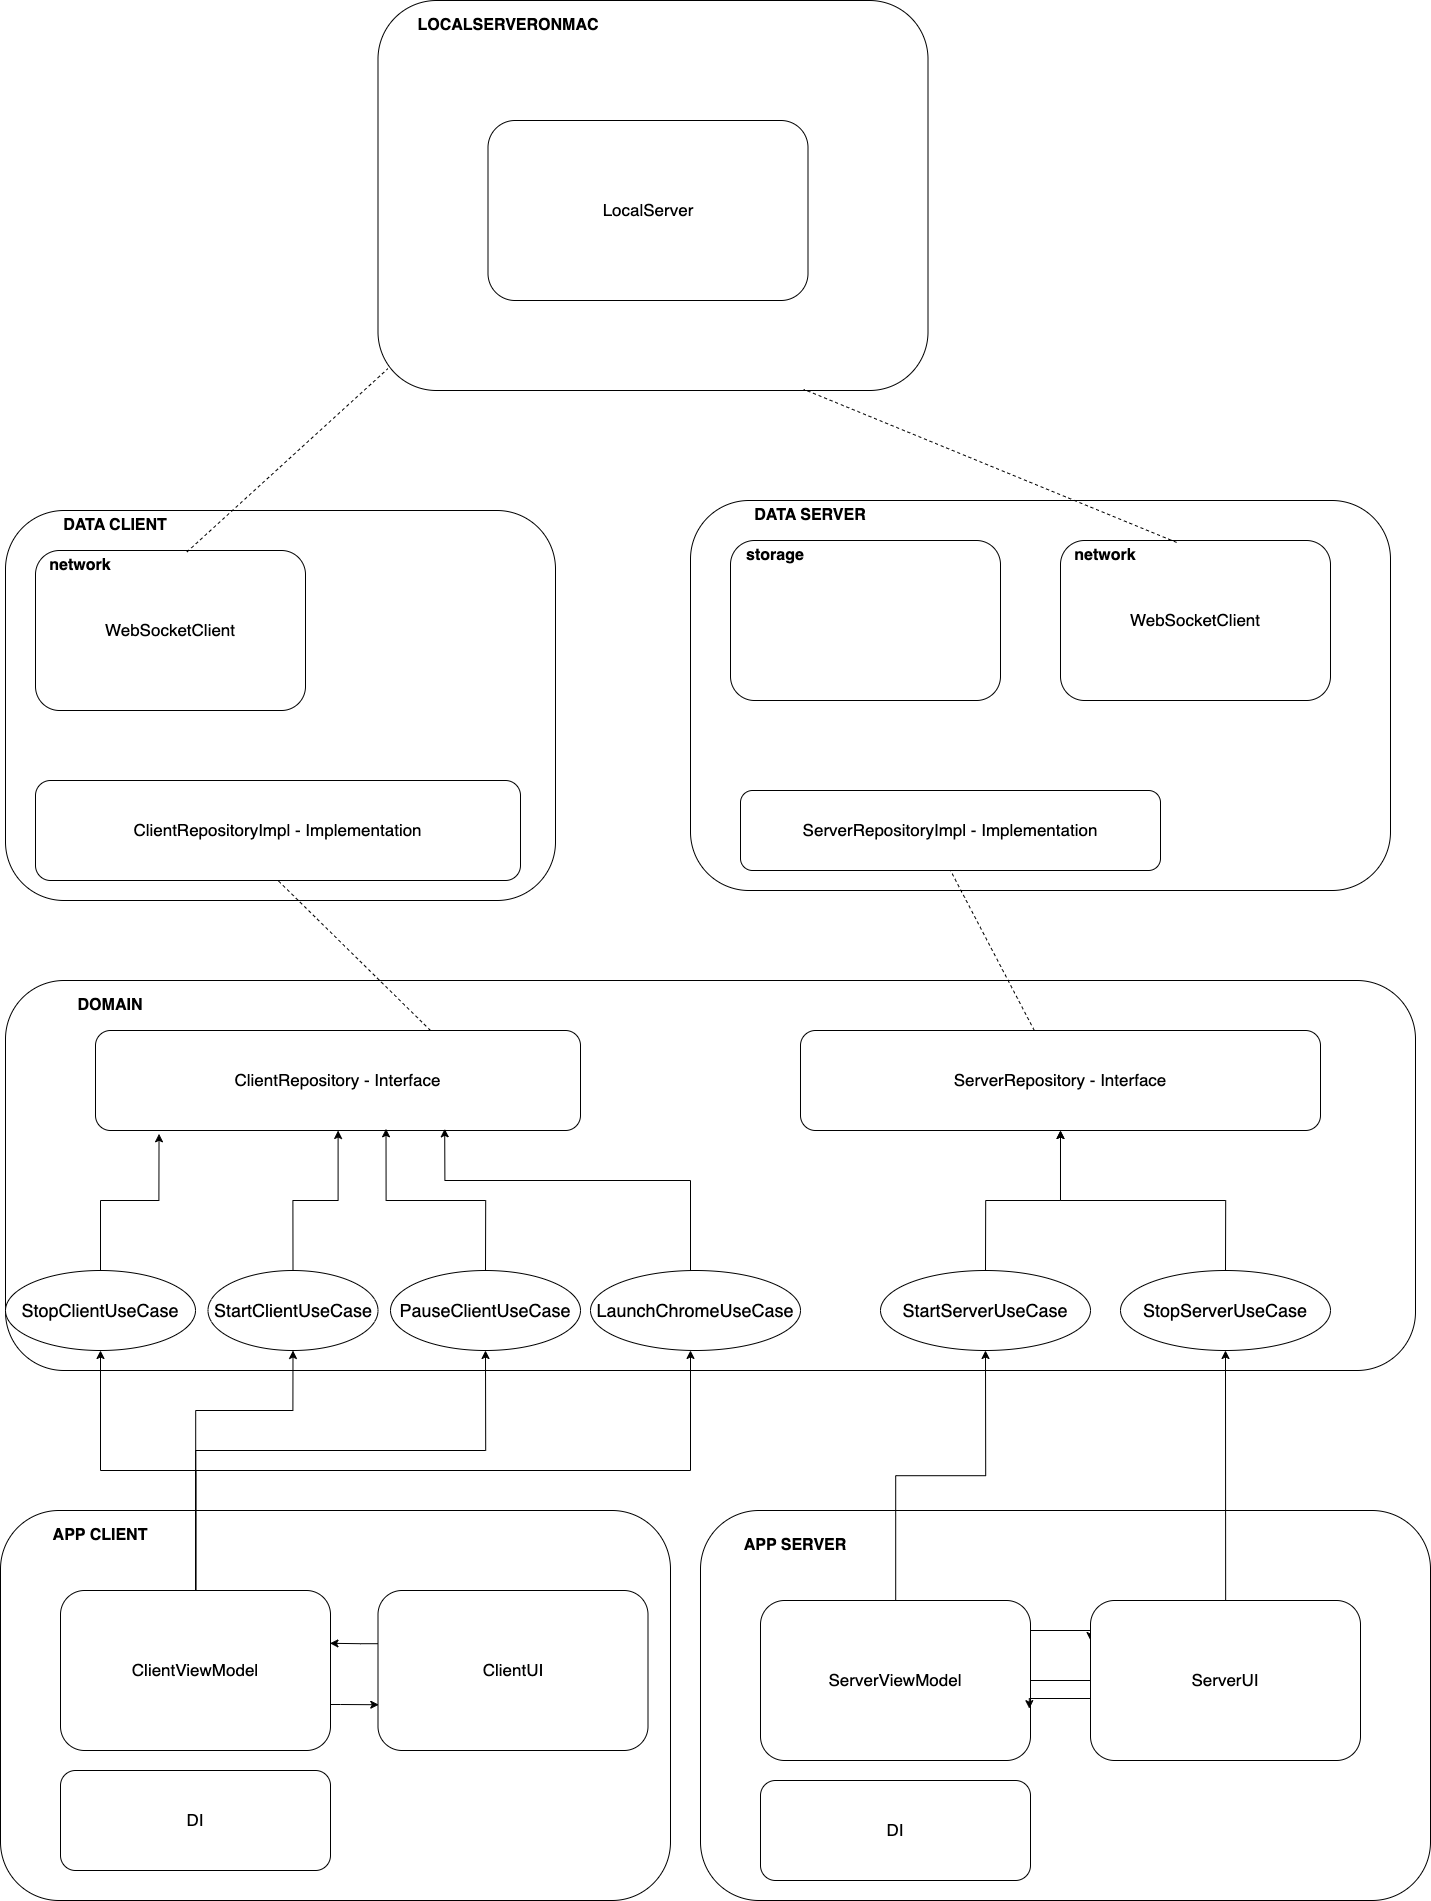 LOCALSERVERONMAC
LocalServer
DATA CLIENT
network
WebSocketClient
ClientRepositoryImpl - Implementation
DATA SERVER
storage
network
WebSocketClient
ServerRepositoryImpl - Implementation
DOMAIN
ClientRepository - Interface
ServerRepository - Interface
StopClientUseCase
StartClientUseCase
PauseClientUseCase
LaunchChromeUseCase
StartServerUseCase
StopServerUseCase
APP CLIENT
ClientViewModel
ClientUI
DI
APP SERVER
ServerViewModel
ServerUI
DI